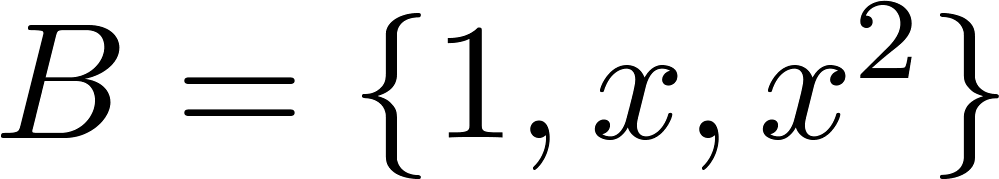 B = {1, x, x²}